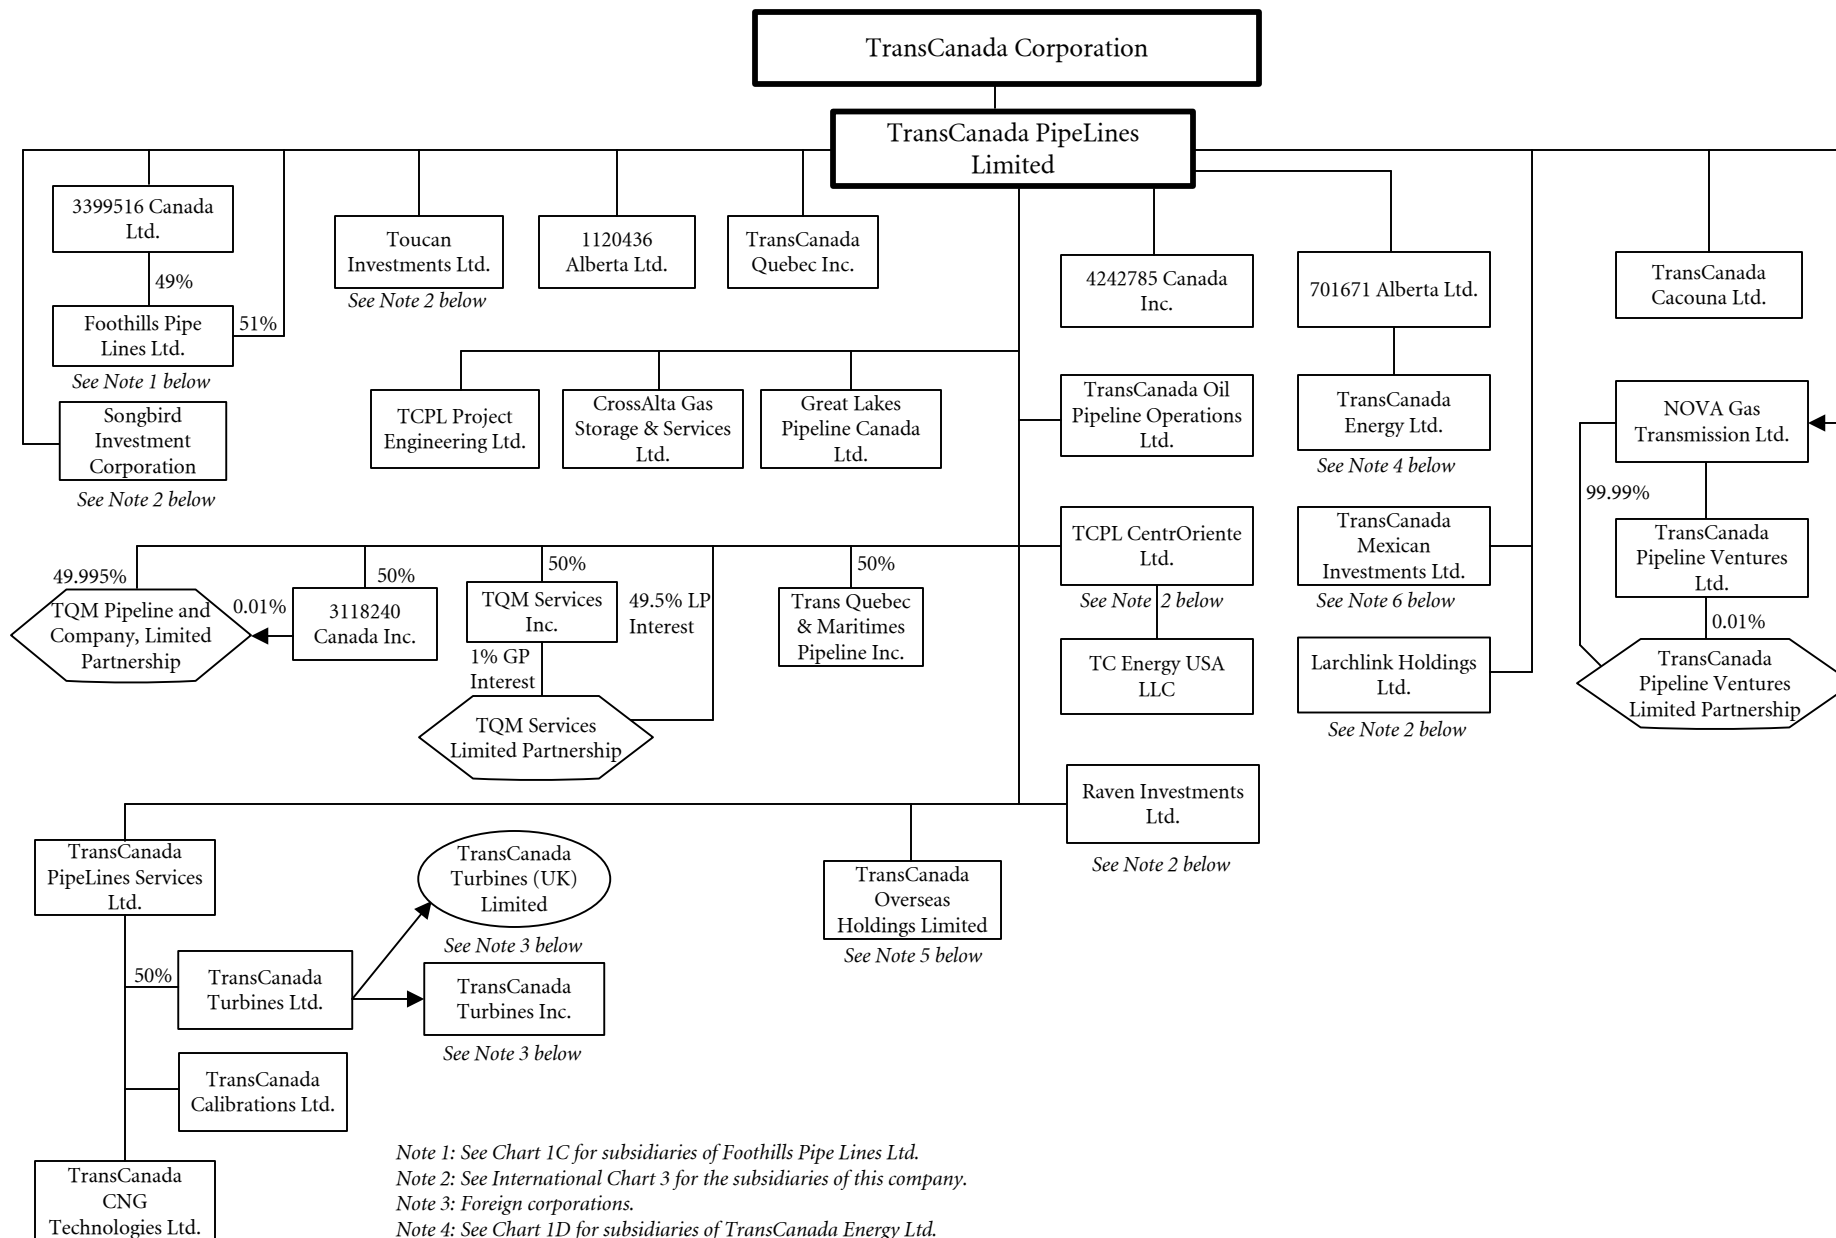 TransCanada Corporation
TransCanada PipeLines
Limited
3399516 Canada
Ltd.
49%
Foothills Pipe
Lines Ltd.
51%
See Note 1 below
Songbird
Investment
Corporation
See Note 2 below
Toucan
Investments Ltd.
See Note 2 below
1120436
Alberta Ltd.
TransCanada
Quebec Inc.
4242785 Canada
Inc.
701671 Alberta Ltd.
TransCanada
Cacouna Ltd.
TCPL Project
Engineering Ltd.
CrossAlta Gas
Storage & Services
Ltd.
Great Lakes
Pipeline Canada
Ltd.
TransCanada Oil
Pipeline Operations
Ltd.
TransCanada
Energy Ltd.
See Note 4 below
NOVA Gas
Transmission Ltd.
99.99%
TransCanada
Pipeline Ventures
Ltd.
0.01%
TransCanada
Pipeline Ventures
Limited Partnership
TCPL CentrOriente
Ltd.
See Note 2 below
TC Energy USA
LLC
TransCanada
Mexican
Investments Ltd.
See Note 6 below
Larchlink Holdings
Ltd.
See Note 2 below
49.995%
TQM Pipeline and
Company, Limited
Partnership
0.01%
50%
3118240
Canada Inc.
50%
TQM Services
Inc.
49.5% LP
Interest
1% GP
Interest
TQM Services
Limited Partnership
50%
Trans Quebec
& Maritimes
Pipeline Inc.
Raven Investments
Ltd.
See Note 2 below
TransCanada
PipeLines Services
Ltd.
TransCanada
Turbines (UK)
Limited
See Note 3 below
TransCanada
Overseas
Holdings Limited
See Note 5 below
50%
TransCanada
Turbines Ltd.
TransCanada
Turbines Inc.
See Note 3 below
TransCanada
Calibrations Ltd.
TransCanada
CNG
Technologies Ltd.
Note 1: See Chart 1C for subsidiaries of Foothills Pipe Lines Ltd.
Note 2: See International Chart 3 for the subsidiaries of this company.
Note 3: Foreign corporations.
Note 4: See Chart 1D for subsidiaries of TransCanada Energy Ltd.